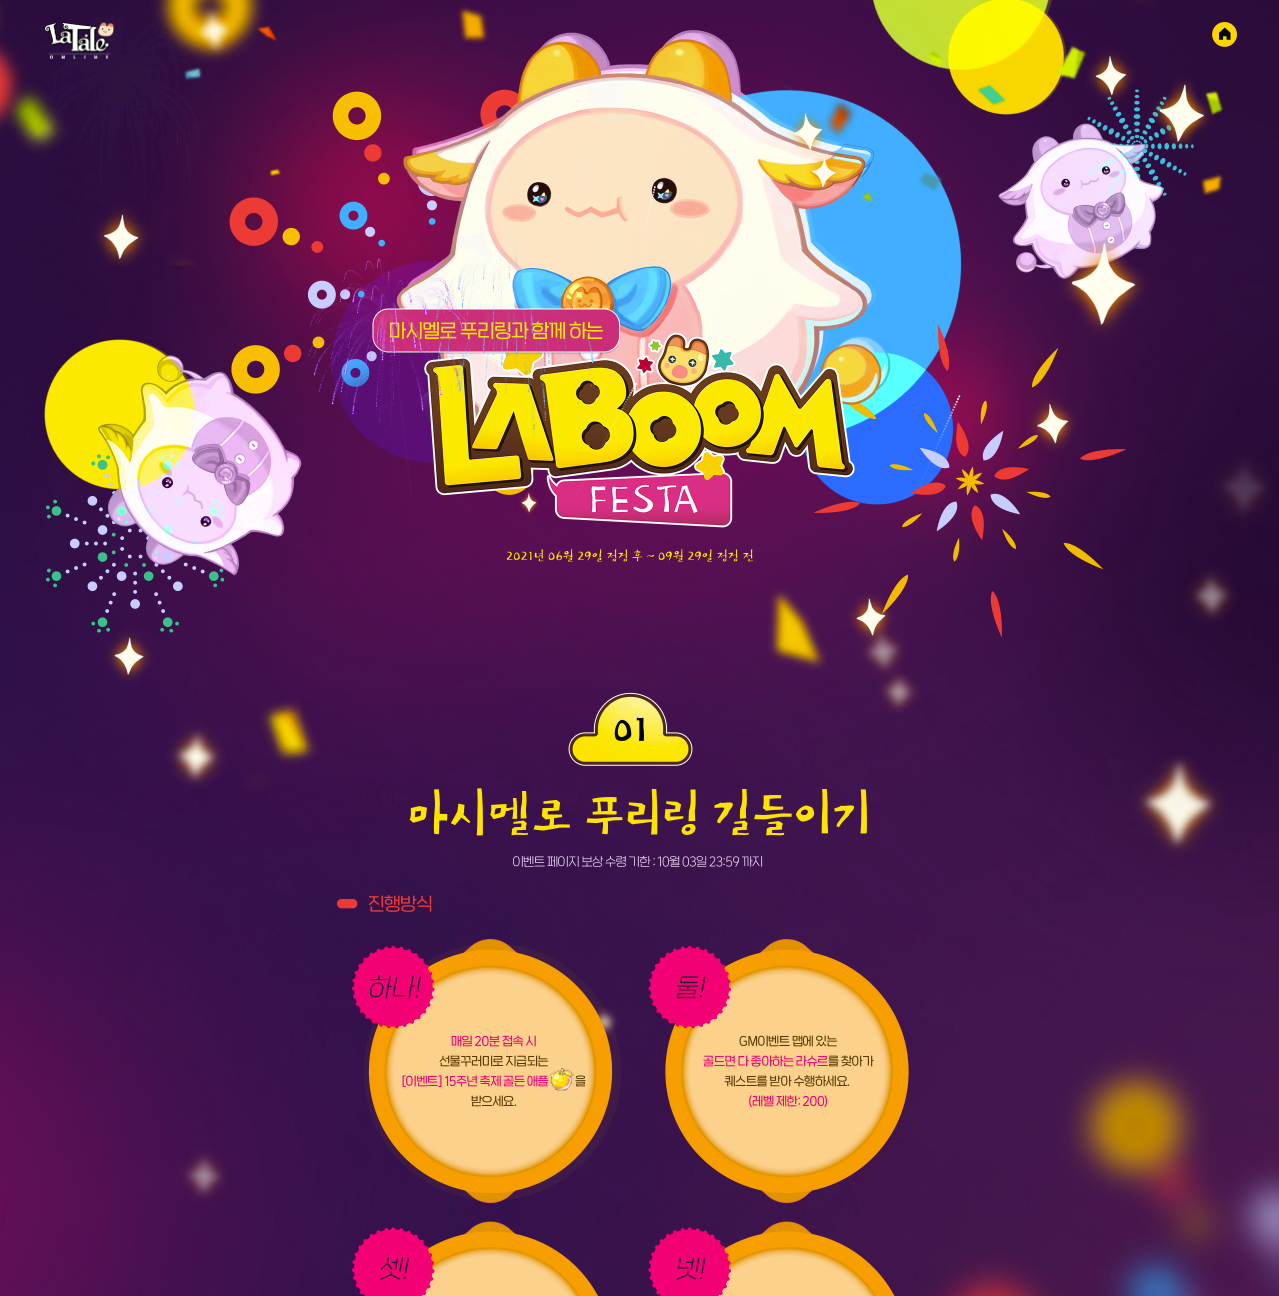 LaTale
ONLINE
마시멜로 푸리링과 함께 하는
LABOOM
FESTA
2021년 06월 29일 점검 후 ~ 09월 29일 점검 전
01
마시멜로 푸리링 길들이기
이벤트 페이지 보상 수령 기한 : 10월 03일 23:59 까지
진행방식
하나!
매일 20분 접속 시
선물꾸러미로 지급되는
[이벤트] 15주년 축제 골든 애플 을
받으세요.
둘!
GM이벤트 맵에 있는
골드면 다 좋아하는 라슈르를 찾아가
퀘스트를 받아 수행하세요.
(레벨 제한: 200)
셋!
넷!